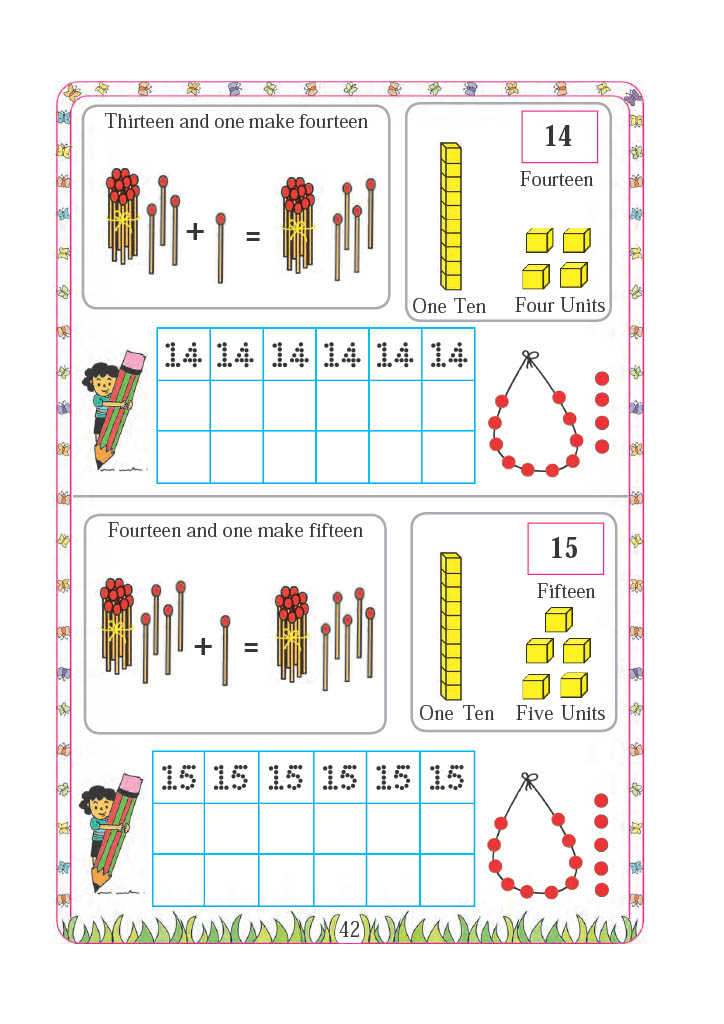 Thirteen and one make fourteen
+ =
14
Fourteen
One Ten Four Units
14 14 14 14 14 14
Fourteen and one make fifteen
+ =
15
Fifteen
One Ten Five Units
15 15 15 15 15 15
42